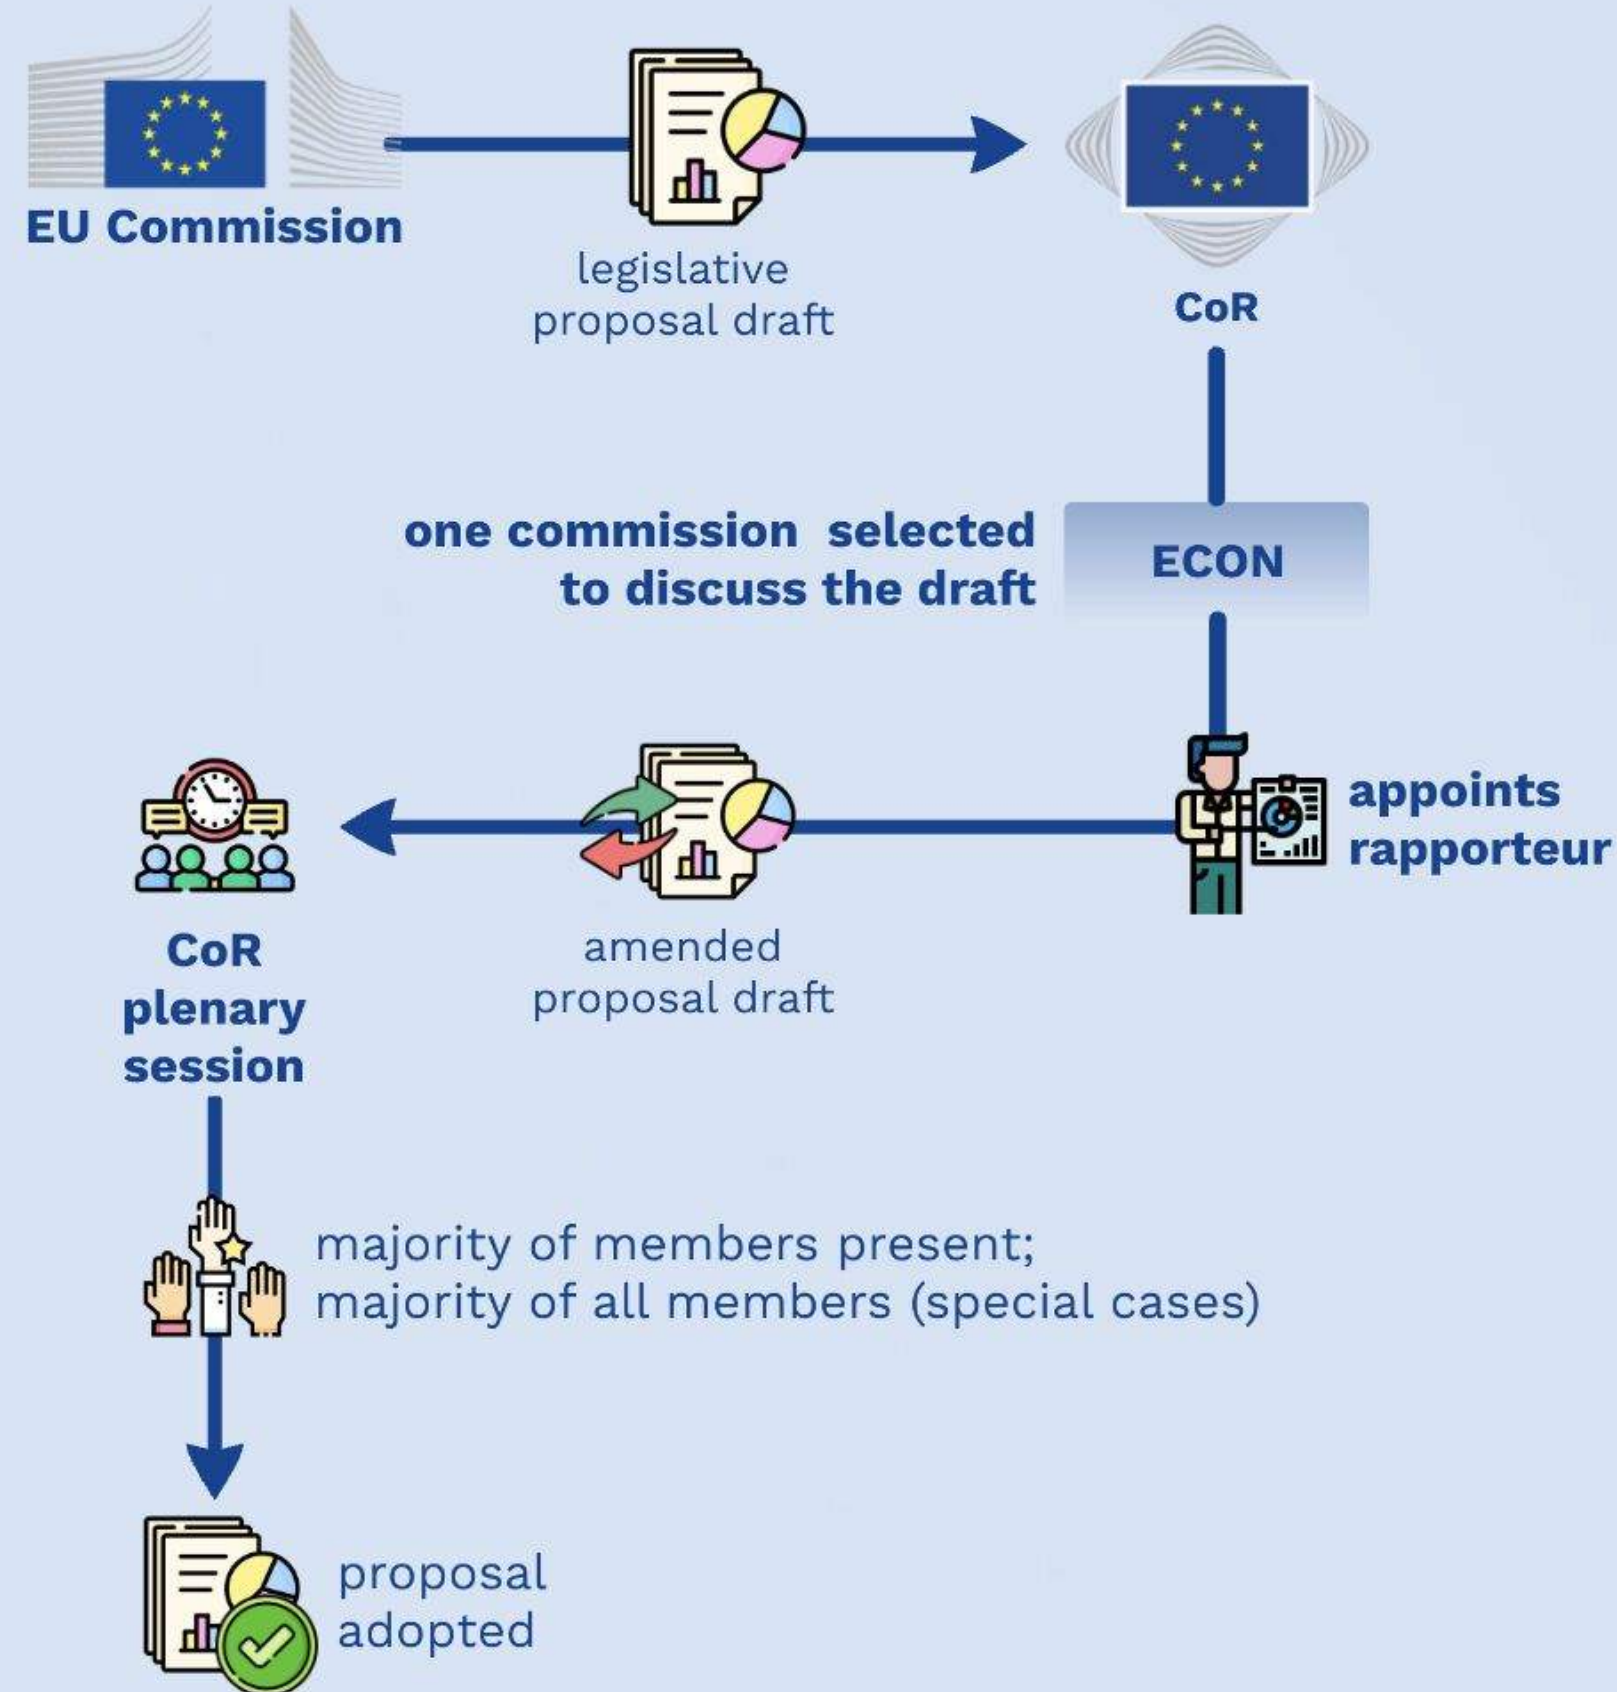 EU Commission
legislative
proposal draft
CoR
one commission selected
to discuss the draft
ECON
appoints
rapporteur
amended
proposal draft
CoR
plenary
session
majority of members present;
majority of all members (special cases)
proposal
adopted